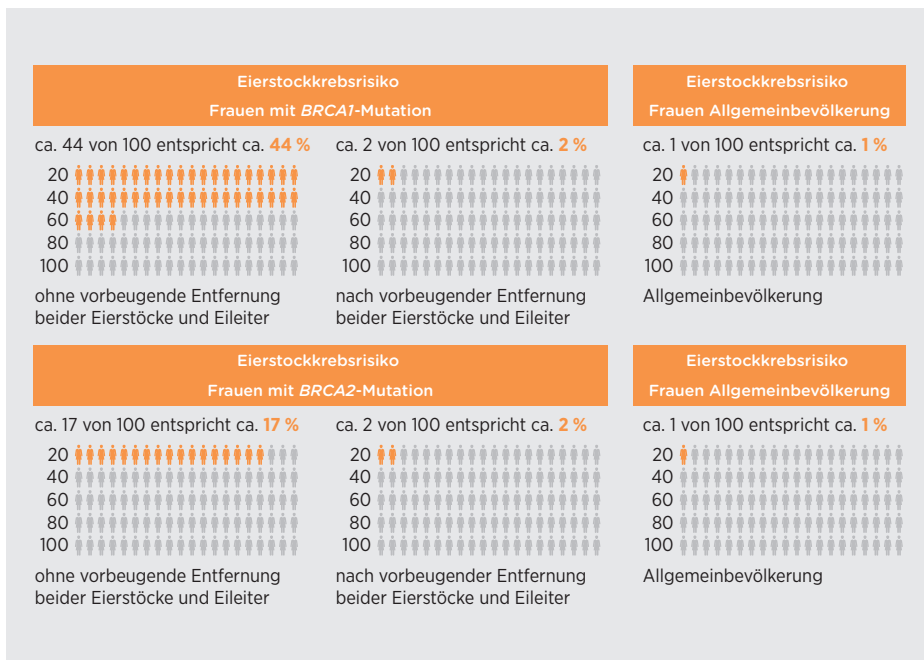 Eierstockkrebsrisiko
Frauen mit BRCA1-Mutation
ca. 44 von 100 entspricht ca. 44 %
20
40
60
80
100
ohne vorbeugende Entfernung
beider Eierstöcke und Eileiter
ca. 2 von 100 entspricht ca. 2 %
20
40
60
80
100
nach vorbeugender Entfernung
beider Eierstöcke und Eileiter
Eierstockkrebsrisiko
Frauen Allgemeinbevölkerung
ca. 1 von 100 entspricht ca. 1 %
20
40
60
80
100
Allgemeinbevölkerung
Eierstockkrebsrisiko
Frauen mit BRCA2-Mutation
ca. 17 von 100 entspricht ca. 17 %
20
40
60
80
100
ohne vorbeugende Entfernung
beider Eierstöcke und Eileiter
ca. 2 von 100 entspricht ca. 2 %
20
40
60
80
100
nach vorbeugender Entfernung
beider Eierstöcke und Eileiter
Eierstockkrebsrisiko
Frauen Allgemeinbevölkerung
ca. 1 von 100 entspricht ca. 1 %
20
40
60
80
100
Allgemeinbevölkerung